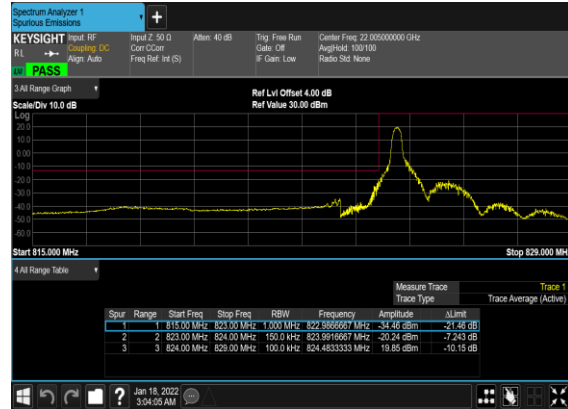 Spectrum Analyzer 1
Spurious Emissions
KEYSIGHT Input: RF Input Z: 50 Ω Atten: 40 dB Trig: Free Run Center Freq: 22.005000000 GHz
RL Coupling: DC Corr CCorr Gate: Off Avg|Hold: 100/100
Align: Auto Freq Ref: Int (S) IF Gain: Low Radio Std: None
LW PASS
3 All Range Graph
Ref Lvl Offset 4.00 dB
Scale/Div 10.0 dB Ref Value 30.00 dBm
Log
20.0
10.0
0.00
-10.0
-20.0
-30.0
-40.0
-50.0
-60.0
Start 815.000 MHz Stop 829.000 MH
4 All Range Table
Measure Trace Trace 1
Trace Type Trace Average (Active)
Spur Range Start Freq Stop Freq RBW Frequency Amplitude ΔLimit
1 1 815.00 MHz 823.00 MHz 1.000 MHz 822.9866667 MHz -34.46 dBm -21.46 dB
2 2 823.00 MHz 824.00 MHz 150.0 kHz 823.9916667 MHz -20.24 dBm -7.243 dB
3 3 824.00 MHz 829.00 MHz 100.0 kHz 824.4833333 MHz 19.85 dBm -10.15 dB
Jan 18, 2022
3:04:05 AM